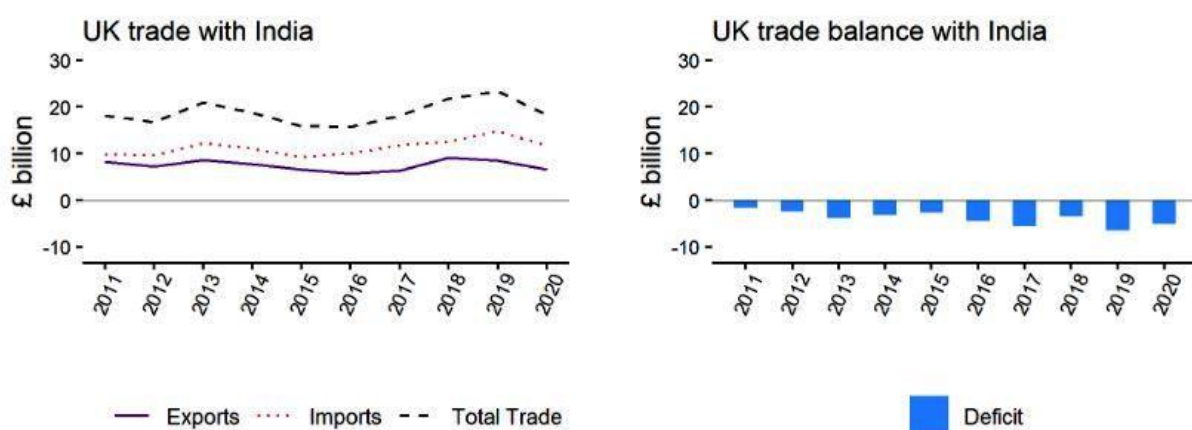 UK trade with India
30
20
10
0
-10
£ billion
2011 2012 2013 2014 2015 2016 2017 2018 2019 2020
Exports Imports Total Trade
UK trade balance with India
30
20
10
0
-10
£ billion
2011 2012 2013 2014 2015 2016 2017 2018 2019 2020
Deficit